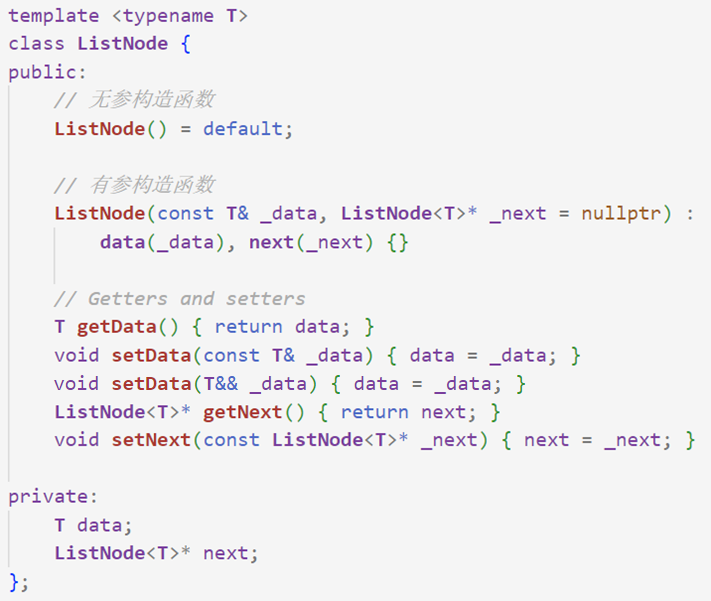 template <typename T>
class ListNode {
public:
// 无参构造函数
ListNode() = default;
// 有参构造函数
ListNode(const T& _data, ListNode<T>* _next = nullptr) :
data(_data), next(_next) {}
// Getters and setters
T getData() { return data; }
void setData(const T& _data) { data = _data; }
void setData(T&& _data) { data = _data; }
ListNode<T>* getNext() { return next; }
void setNext(const ListNode<T>* _next) { next = _next; }
private:
T data;
ListNode<T>* next;
};